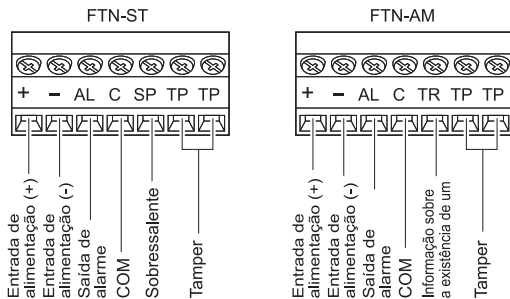 FTN-ST
+ − AL C SP TP TP
Entrada de
alimentação (+)
Entrada de
alimentação (-)
Saída de
alarme
COM
Sobressalente
Tamper
FTN-AM
+ − AL C TR TP TP
Entrada de
alimentação (+)
Entrada de
alimentação (-)
Saída de
alarme
COM
Informação sobre
a existência de um
Tamper